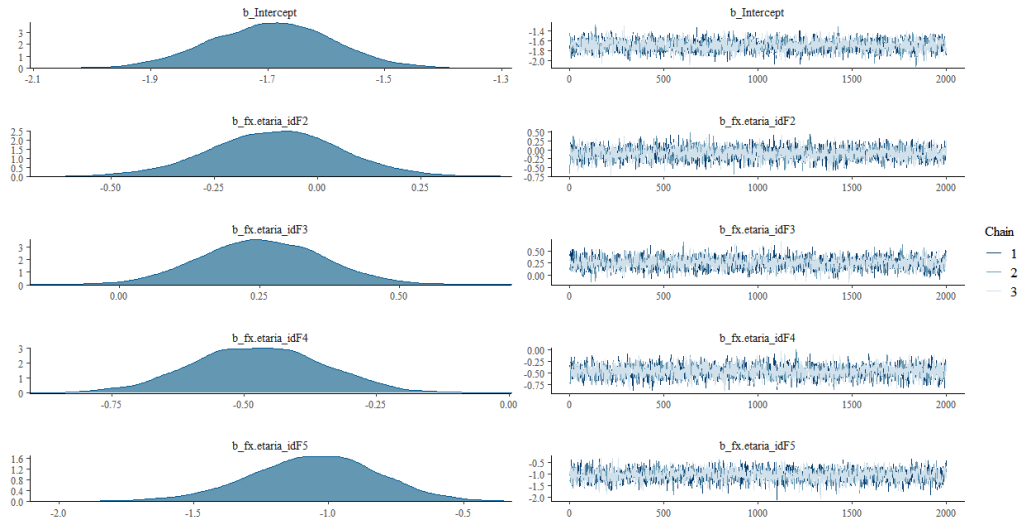 b_Intercept
3
2
1
0
-2.1 -1.9 -1.7 -1.5 -1.3
b_Intercept
-1.4
-1.6
-1.8
-2.0
0 500 1000 1500 2000
b_fx.etaria_idF2
2.5
2.0
1.5
1.0
0.5
0.0
-0.50 -0.25 0.00 0.25
b_fx.etaria_idF2
0.50
0.25
0.00
-0.25
-0.50
-0.75
0 500 1000 1500 2000
b_fx.etaria_idF3
3
2
1
0
0.00 0.25 0.50
b_fx.etaria_idF3
0.50
0.25
0.00
0 500 1000 1500 2000
b_fx.etaria_idF4
3
2
1
0
-0.75 -0.50 -0.25 0.00
b_fx.etaria_idF4
0.00
-0.25
-0.50
-0.75
0 500 1000 1500 2000
b_fx.etaria_idF5
1.6
1.2
0.8
0.4
0.0
-2.0 -1.5 -1.0 -0.5
b_fx.etaria_idF5
-0.5
-1.0
-1.5
-2.0
0 500 1000 1500 2000
Chain
1
2
3